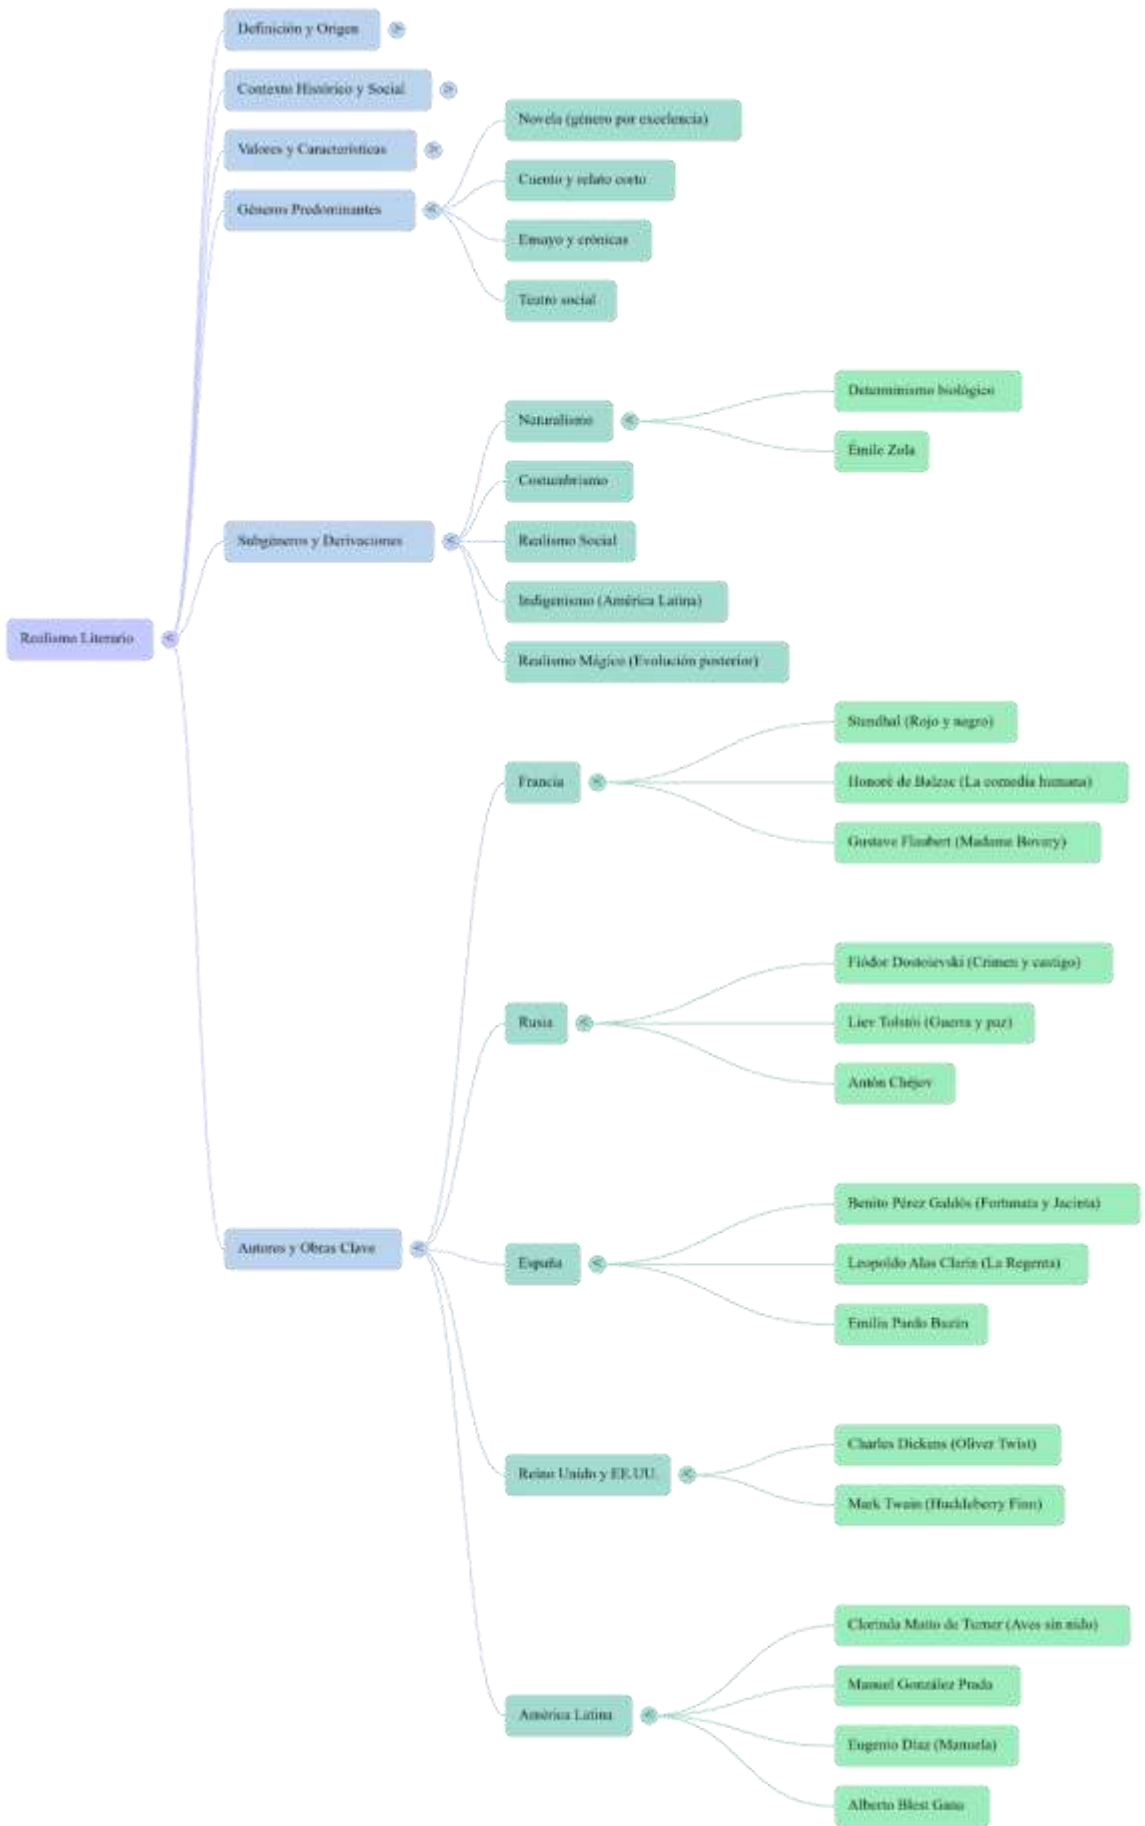 Definición y Origen
Contexto Histórico y Social
Novela (género por excelencia)
Valores y Características
Cuento y relato corto
Géneros Predominantes
Ensayo y crónicas
Teatro social
Determinismo biológico
Naturalismo
Émile Zola
Costumbrismo
Subgéneros y Derivaciones
Realismo Social
Indigenismo (América Latina)
Realismo Literario
Realismo Mágico (Evolución posterior)
Stendhal (Rojo y negro)
Francia
Honoré de Balzac (La comedia humana)
Gustave Flaubert (Madame Bovary)
Fiódor Dostoievski (Crimen y castigo)
Rusia
Liev Tolstói (Guerra y paz)
Antón Chéjov
Benito Pérez Galdós (Fortunata y Jacinta)
Autores y Obras Clave
España
Leopoldo Alas Clarín (La Regenta)
Emilia Pardo Bazán
Charles Dickens (Oliver Twist)
Reino Unido y EE.UU.
Mark Twain (Huckleberry Finn)
Clorinda Matto de Turner (Aves sin nido)
Manuel González Prada
América Latina
Eugenio Díaz (Manuela)
Alberto Blest Gana